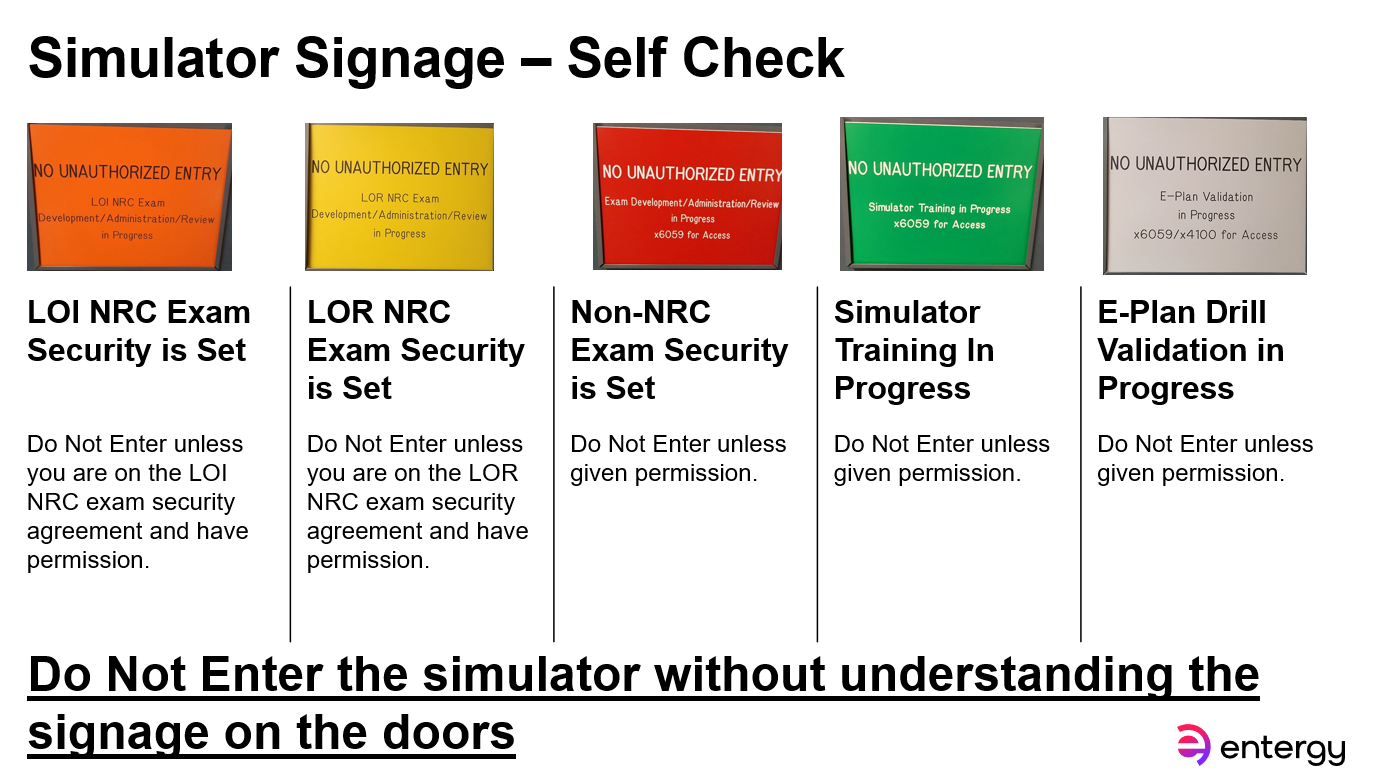 Simulator Signage – Self Check
NO UNAUTHORIZED ENTRY
LOI NRC Exam
Development/Administration/Review
in Progress
NO UNAUTHORIZED ENTRY
LOR NRC Exam
Development/Administration/Review
in Progress
NO UNAUTHORIZED ENTRY
Exam Development/Administration/Review
in Progress
x6059 for Access
NO UNAUTHORIZED ENTRY
Simulator Training in Progress
x6059 for Access
NO UNAUTHORIZED ENTRY
E-Plan Validation
in Progress
x6059/x4100 for Access
LOI NRC Exam
Security is Set
Do Not Enter unless
you are on the LOI
NRC exam security
agreement and have
permission.
LOR NRC
Exam Security
is Set
Do Not Enter unless
you are on the LOR
NRC exam security
agreement and have
permission.
Non-NRC
Exam Security
is Set
Do Not Enter unless
given permission.
Simulator
Training In
Progress
Do Not Enter unless
given permission.
E-Plan Drill
Validation in
Progress
Do Not Enter unless
given permission.
Do Not Enter the simulator without understanding the
signage on the doors
entergy